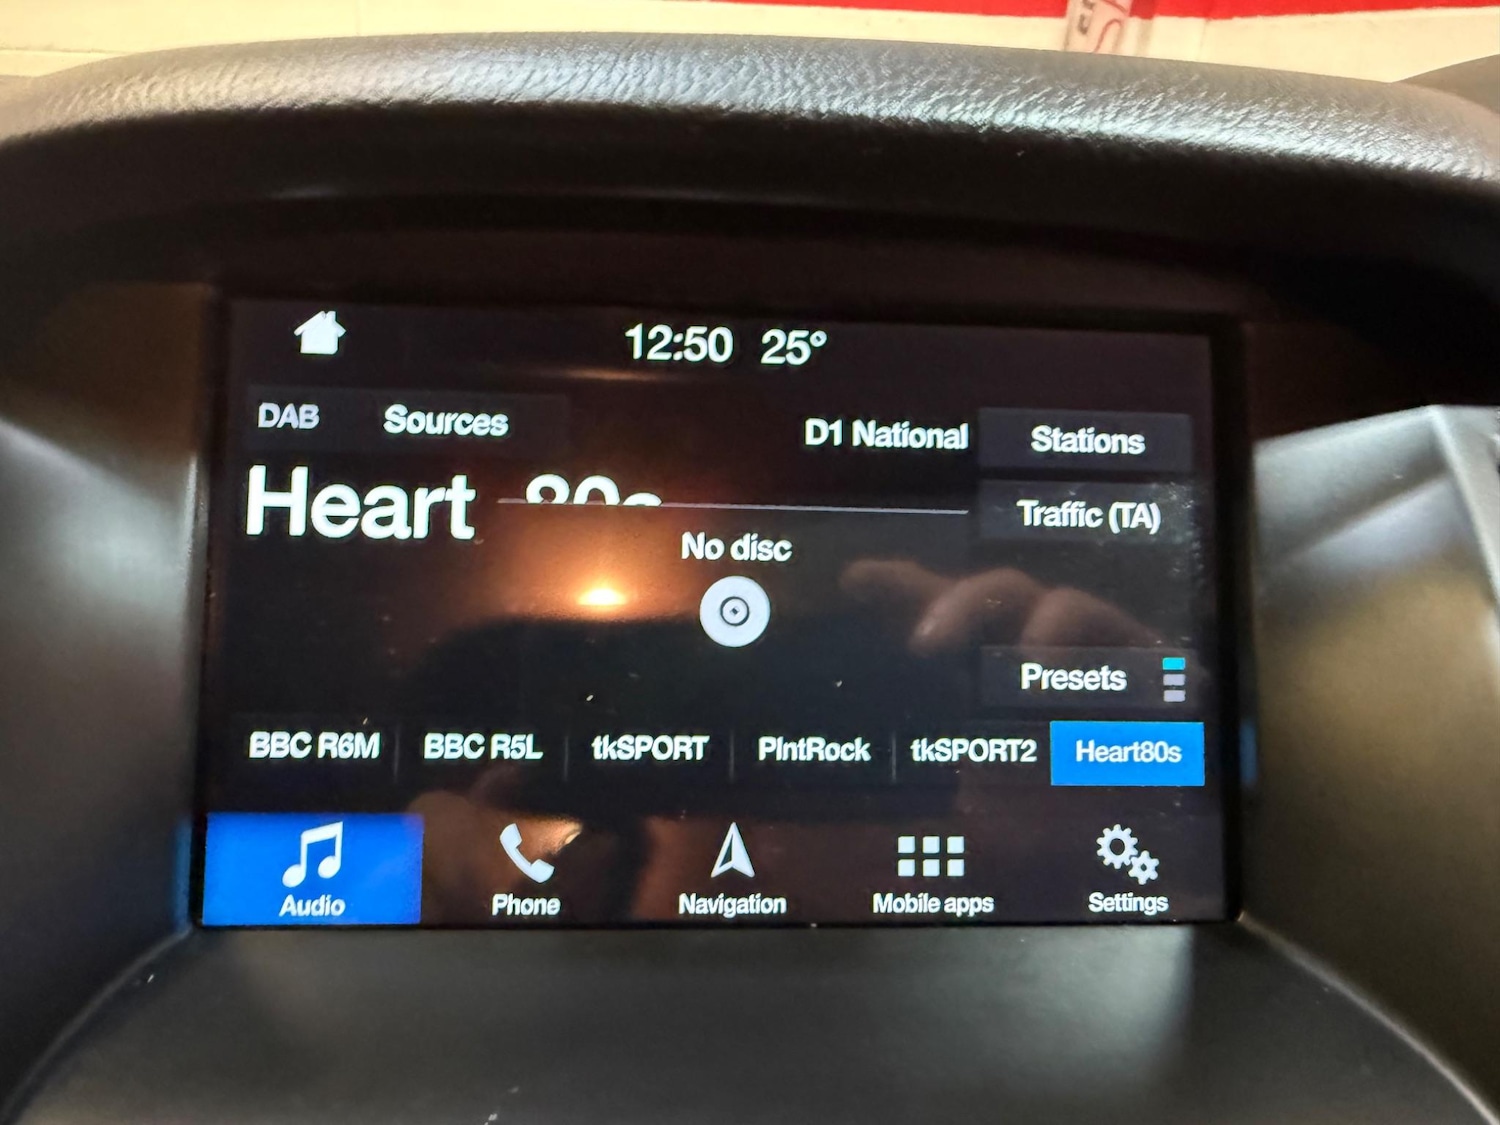 12:50 25°
DAB Sources D1 National Stations
Heart 80s
Traffic (TA)
No disc
Presets
BBC R6M BBC R5L tkSPORT PlntRock tkSPORT2 Heart80s
Audio Phone Navigation Mobile apps Settings